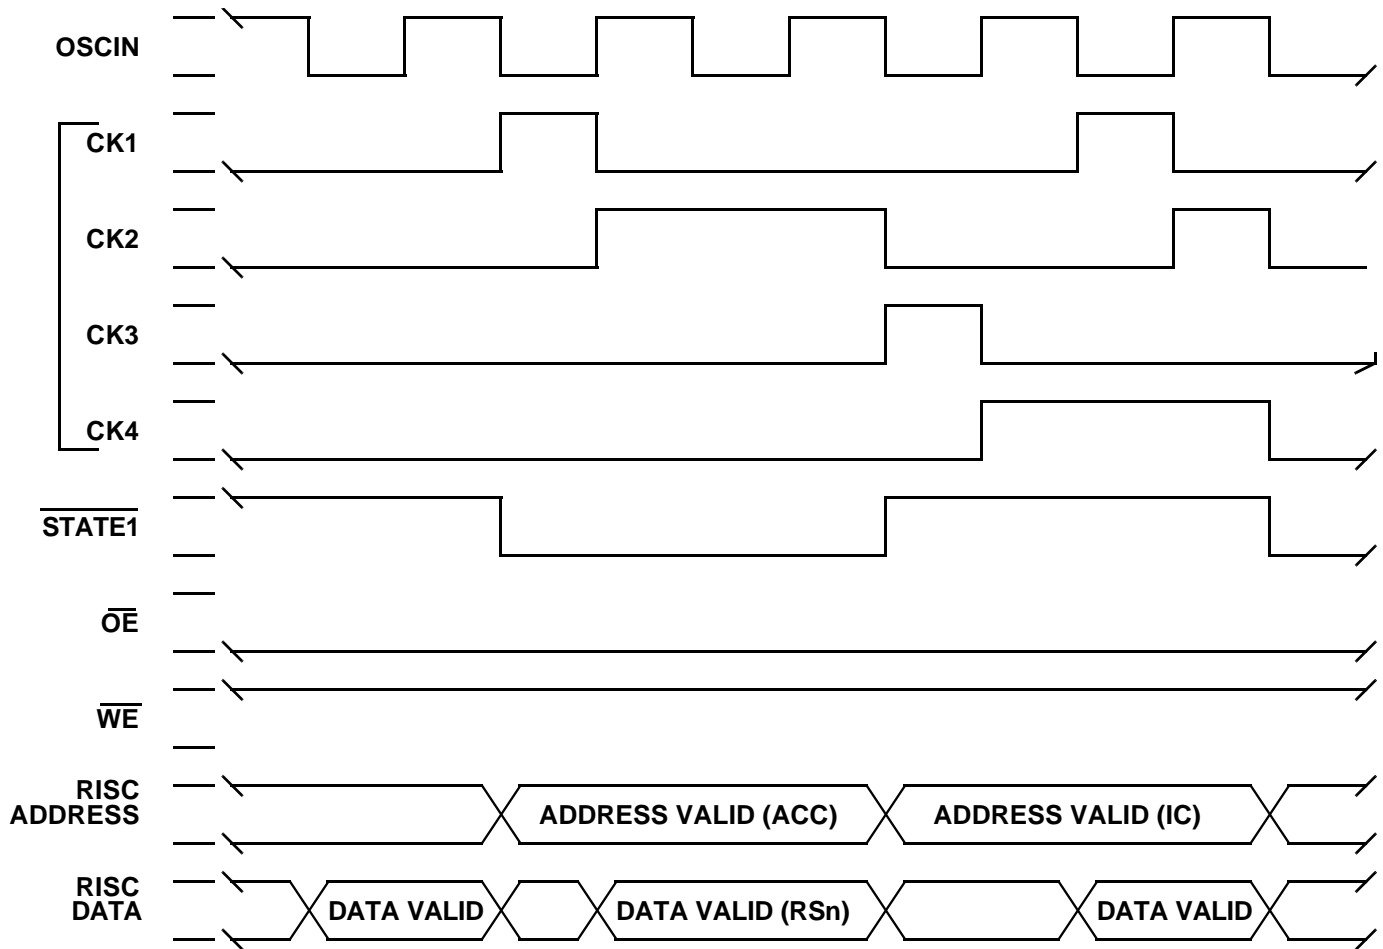 OSCIN
CK1
CK2
CK3
CK4
STATE1
OE
WE
RISC
ADDRESS
ADDRESS VALID (ACC)
ADDRESS VALID (IC)
RISC
DATA
DATA VALID
DATA VALID (RSn)
DATA VALID